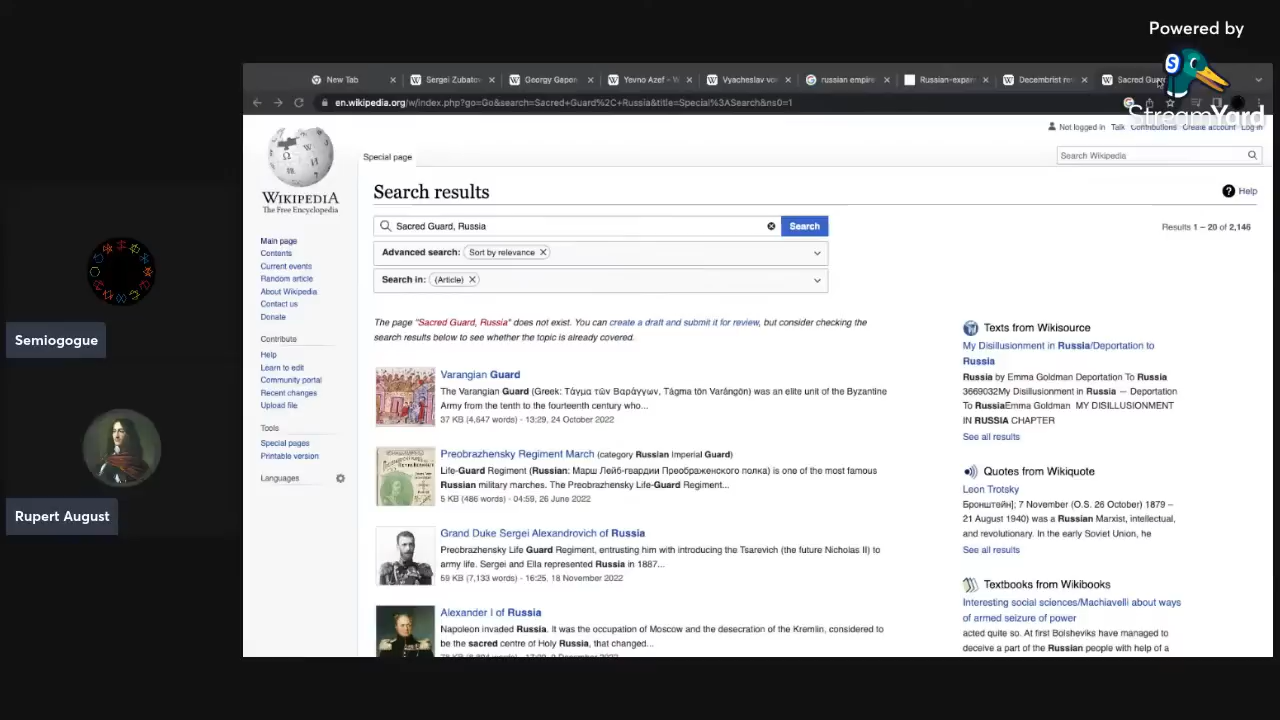 Powered by
StreamYard
New Tab
Sergei Zubatov
Georgy Gapon
Yevno Azef – W
Vyacheslav vo
russian empire
Russian-expan
Decembrist re
Sacred Gu
en.wikipedia.org/w/index.php?go=Go&search=Sacred+Guard%2C+Russia&title=Special%3ASearch&ns0=1
Not logged in Talk Contributions Create account Log in
Special page
Search Wikipedia
WIKIPEDIA
The Free Encyclopedia
Search results
Help
Sacred Guard, Russia
Search
Results 1 – 20 of 2,146
Advanced search: Sort by relevance
Search in: (Article)
Main page
Contents
Current events
Random article
About Wikipedia
Contact us
Donate
Contribute
Help
Learn to edit
Community portal
Recent changes
Upload file
Tools
Special pages
Printable version
Languages
The page "Sacred Guard, Russia" does not exist. You can create a draft and submit it for review, but consider checking the
search results below to see whether the topic is already covered.
Varangian Guard
The Varangian Guard (Greek: Τάγμα τῶν Βαράγγων, Tágma tōn Varángōn) was an elite unit of the Byzantine
Army from the tenth to the fourteenth century who...
37 KB (4,647 words) - 13:29, 24 October 2022
Preobrazhensky Regiment March (category Russian Imperial Guard)
Life-Guard Regiment (Russian: Марш Лейб-гвардии Преображенского полка) is one of the most famous
Russian military marches. The Preobrazhensky Life-Guard Regiment...
5 KB (486 words) - 04:59, 26 June 2022
Grand Duke Sergei Alexandrovich of Russia
Preobrazhensky Life Guard Regiment, entrusting him with introducing the Tsarevich (the future Nicholas II) to
army life. Sergei and Ella represented Russia in 1887...
59 KB (7,133 words) - 16:25, 18 November 2022
Alexander I of Russia
Napoleon invaded Russia. It was the occupation of Moscow and the desecration of the Kremlin, considered to
be the sacred centre of Holy Russia, that changed...
Texts from Wikisource
My Disillusionment in Russia/Deportation to
Russia
Russia by Emma Goldman Deportation To Russia
3669032My Disillusionment in Russia — Deportation
To RussiaEmma Goldman MY DISILLUSIONMENT
IN RUSSIA CHAPTER
See all results
Quotes from Wikiquote
Leon Trotsky
Бронштейн]; 7 November (O.S. 26 October) 1879 –
21 August 1940) was a Russian Marxist, intellectual,
and revolutionary. In the early Soviet Union, he
See all results
Textbooks from Wikibooks
Interesting social sciences/Machiavelli about ways
of armed seizure of power
acted quite so. At first Bolsheviks have managed to
deceive a part of the Russian people with help of a
Semiogogue
Rupert August